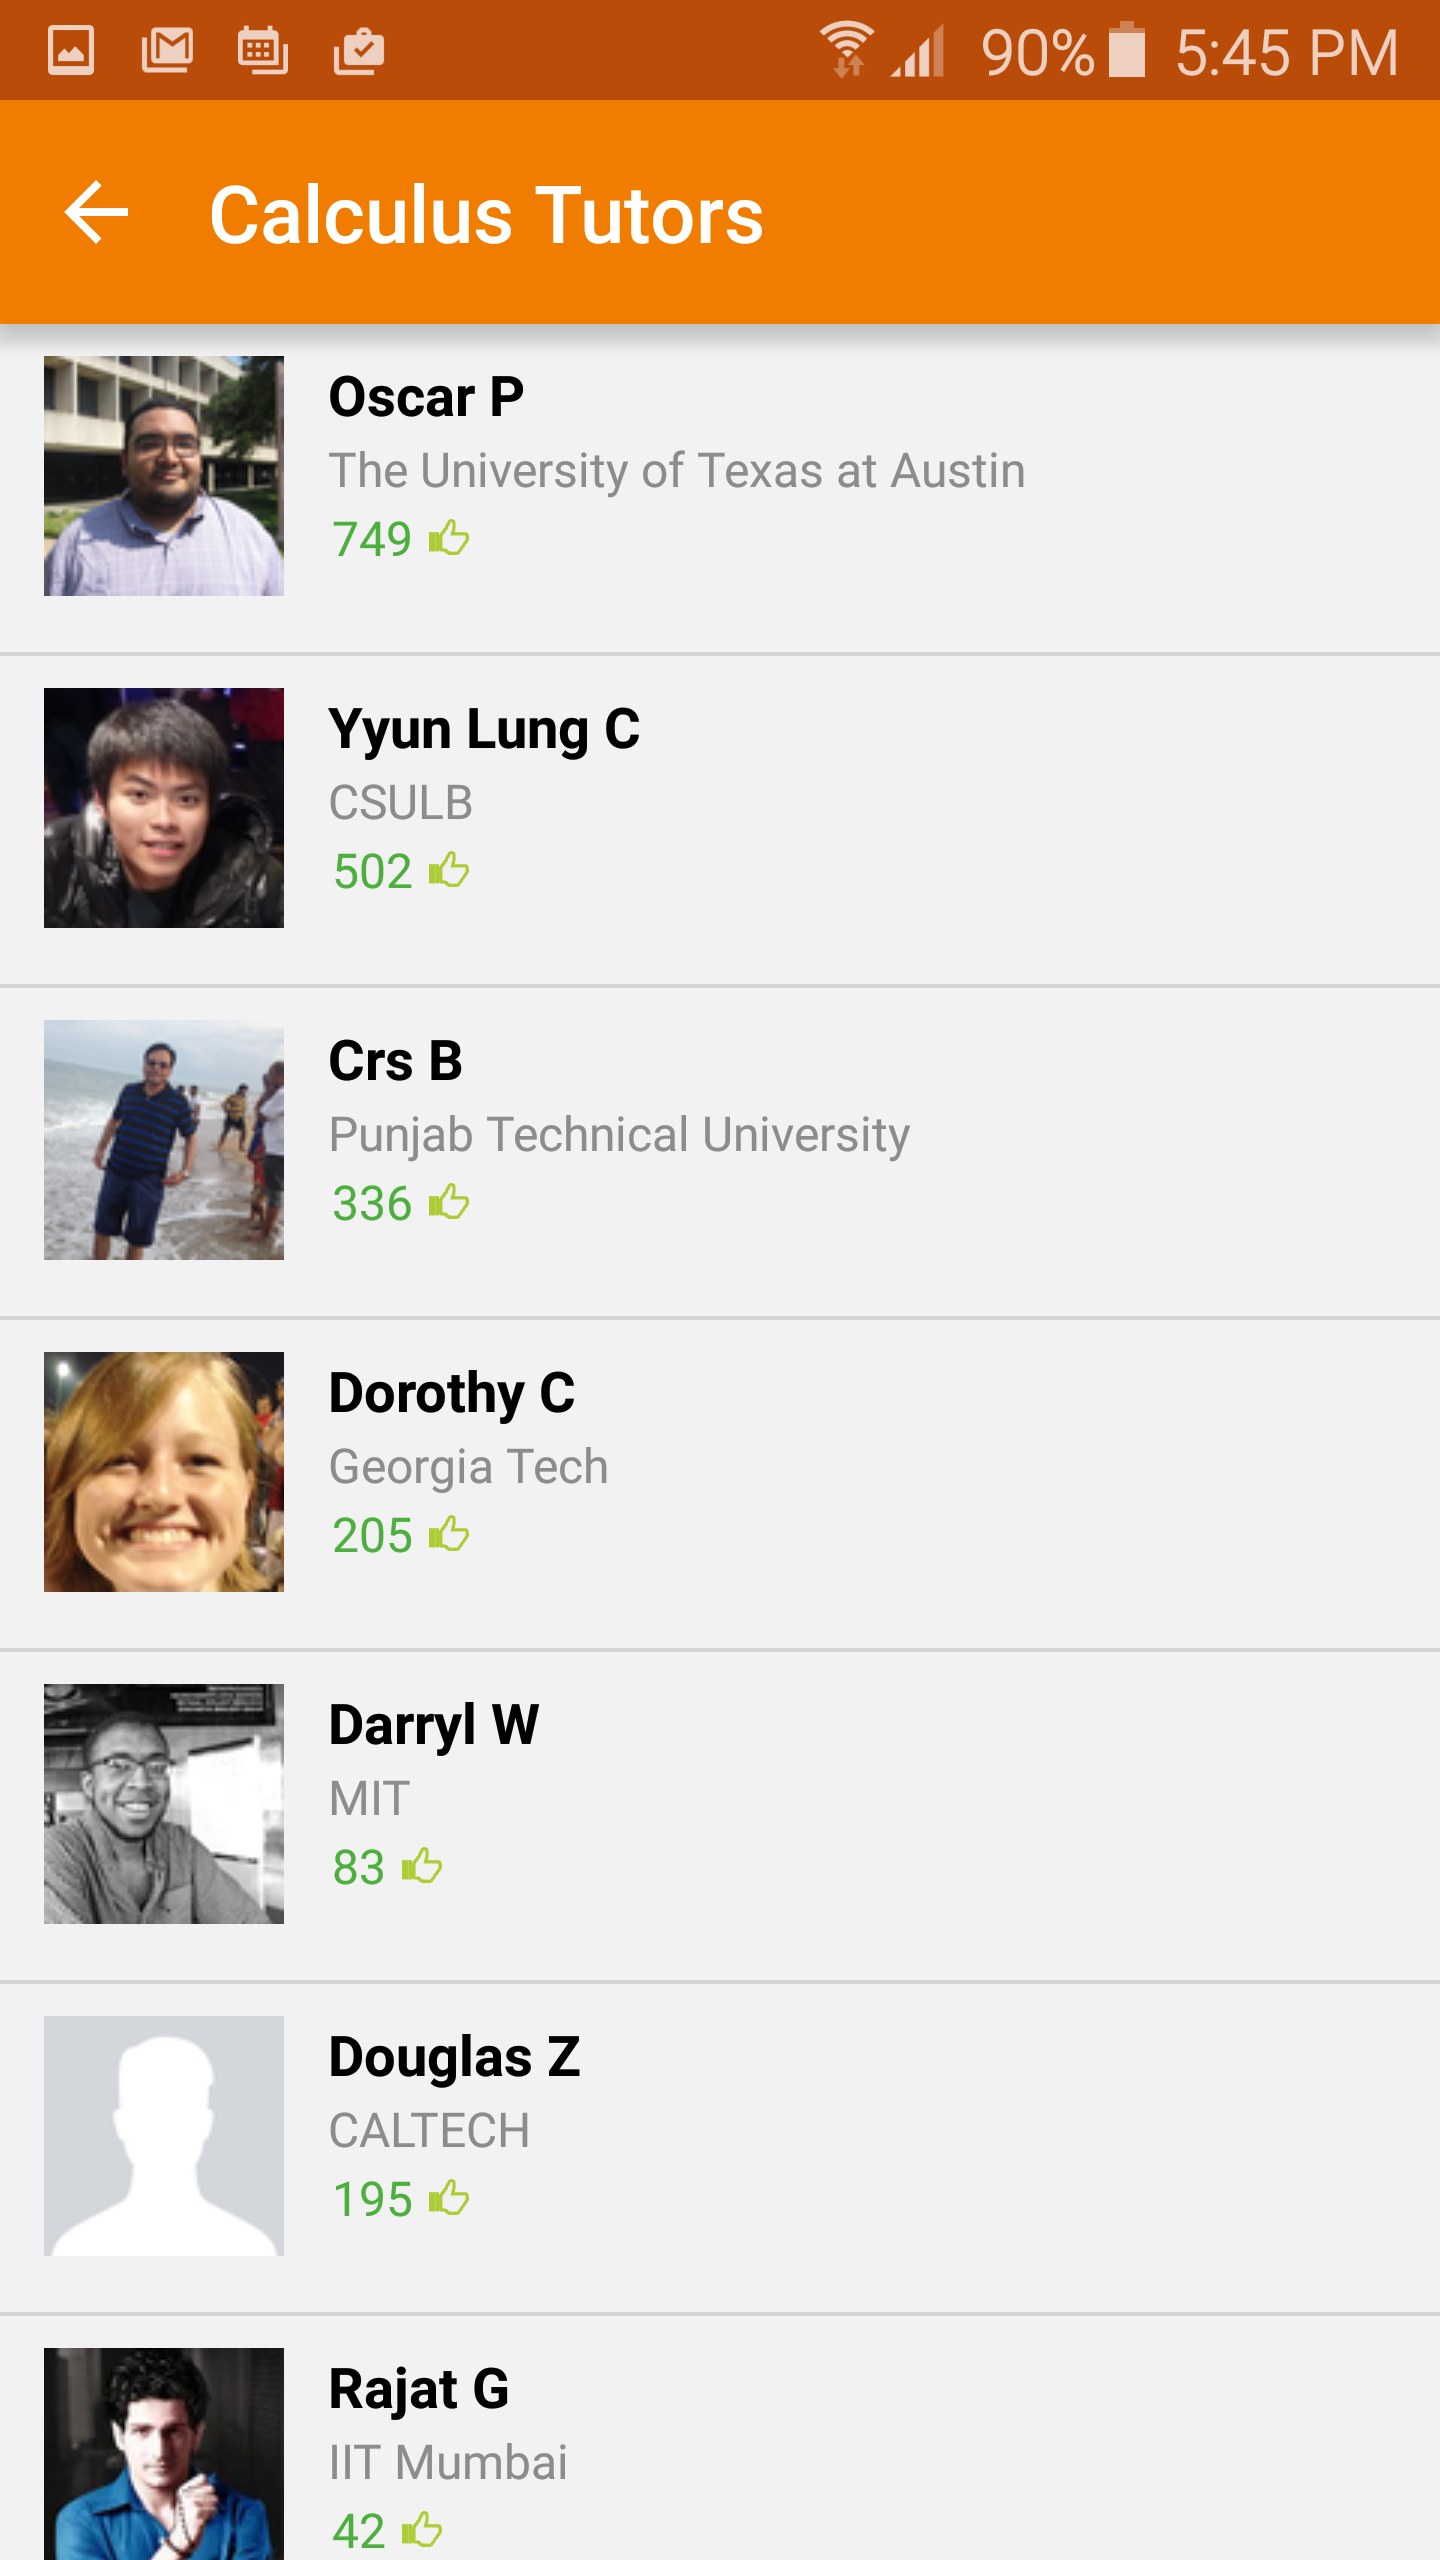 90% 5:45 PM
Calculus Tutors
Oscar P
The University of Texas at Austin
749
Yyun Lung C
CSULB
502
Crs B
Punjab Technical University
336
Dorothy C
Georgia Tech
205
Darryl W
MIT
83
Douglas Z
CALTECH
195
Rajat G
IIT Mumbai
42